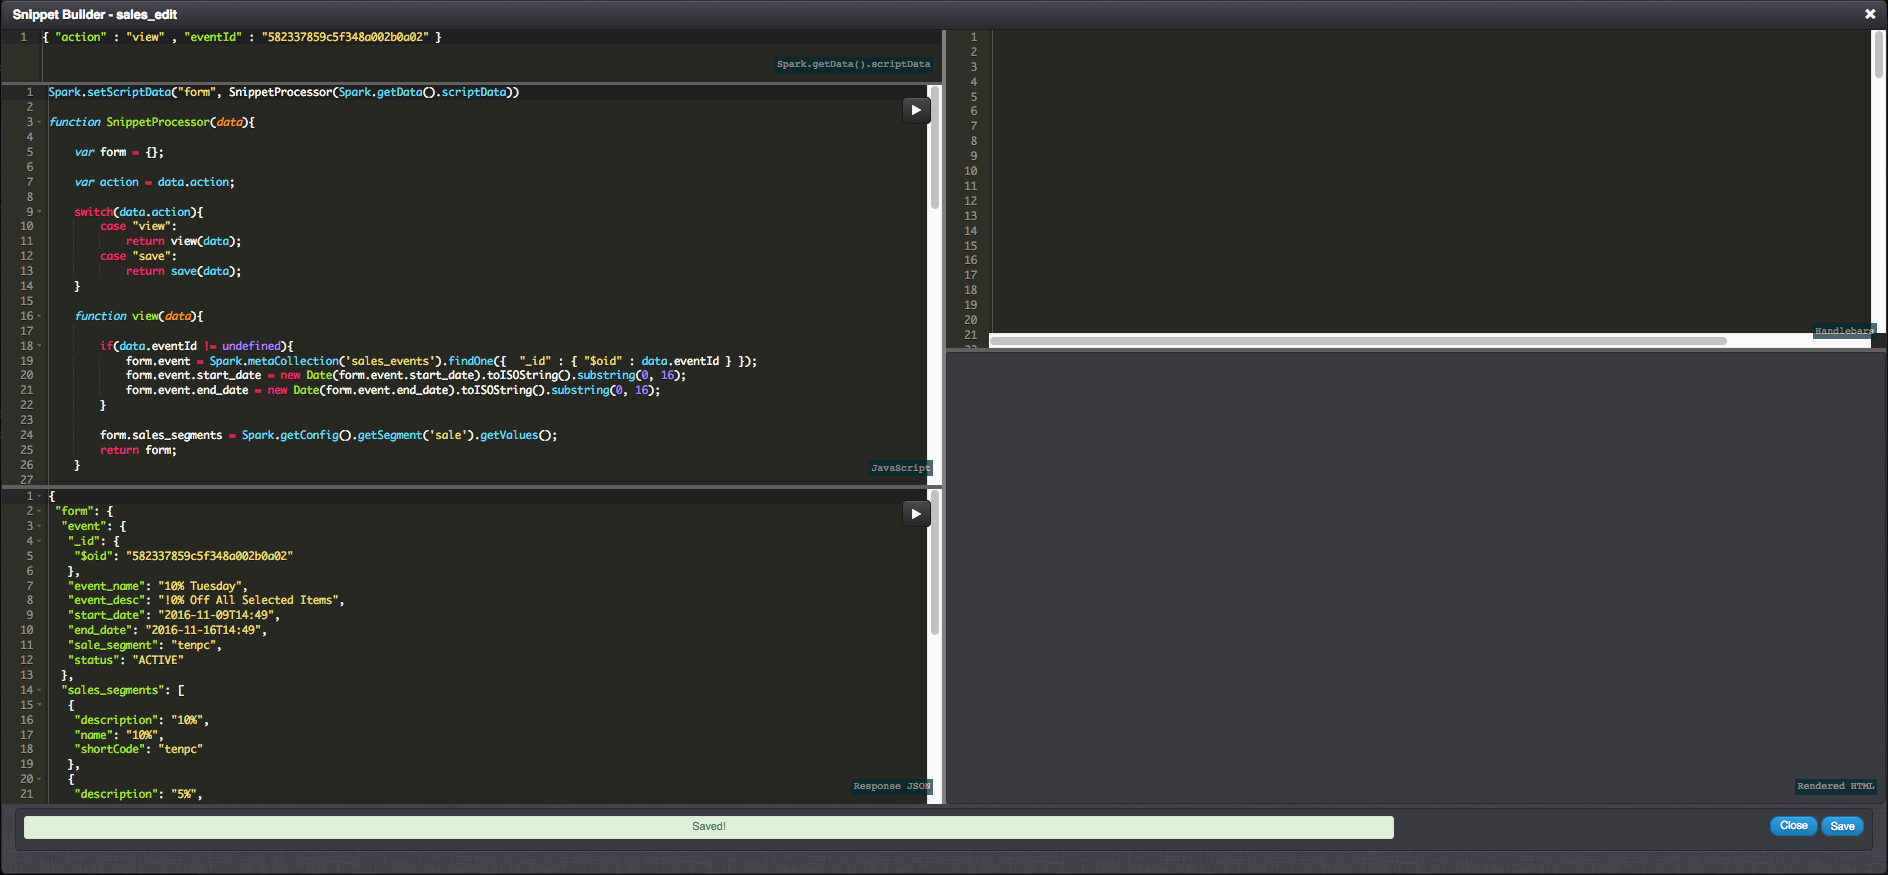 Snippet Builder - sales_edit
1 { "action" : "view" , "eventId" : "582337859c5f348a002b0a02" }
Spark.getData().scriptData
1 Spark.setScriptData("form", SnippetProcessor(Spark.getData().scriptData))
2
3 function SnippetProcessor(data){
4
5 var form = {};
6
7 var action = data.action;
8
9 switch(data.action){
10 case "view":
11 return view(data);
12 case "save":
13 return save(data);
14 }
15
16 function view(data){
17
18 if(data.eventId != undefined){
19 form.event = Spark.metaCollection('sales_events').findOne({  "_id" : { "$oid" : data.eventId } });
20 form.event.start_date = new Date(form.event.start_date).toISOString().substring(0, 16);
21 form.event.end_date = new Date(form.event.end_date).toISOString().substring(0, 16);
22 }
23
24 form.sales_segments = Spark.getConfig().getSegment('sale').getValues();
25 return form;
26 }
27
JavaScript
1 {
2 "form": {
3 "event": {
4 "_id": {
5 "$oid": "582337859c5f348a002b0a02"
6 },
7 "event_name": "10% Tuesday",
8 "event_desc": "!0% Off All Selected Items",
9 "start_date": "2016-11-09T14:49",
10 "end_date": "2016-11-16T14:49",
11 "sale_segment": "tenpc",
12 "status": "ACTIVE"
13 },
14 "sales_segments": [
15 {
16 "description": "10%",
17 "name": "10%",
18 "shortCode": "tenpc"
19 },
20 {
21 "description": "5%",
Response JSON
1
2
3
4
5
6
7
8
9
10
11
12
13
14
15
16
17
18
19
20
21
22
Handlebars
Rendered HTML
Saved!
Close
Save